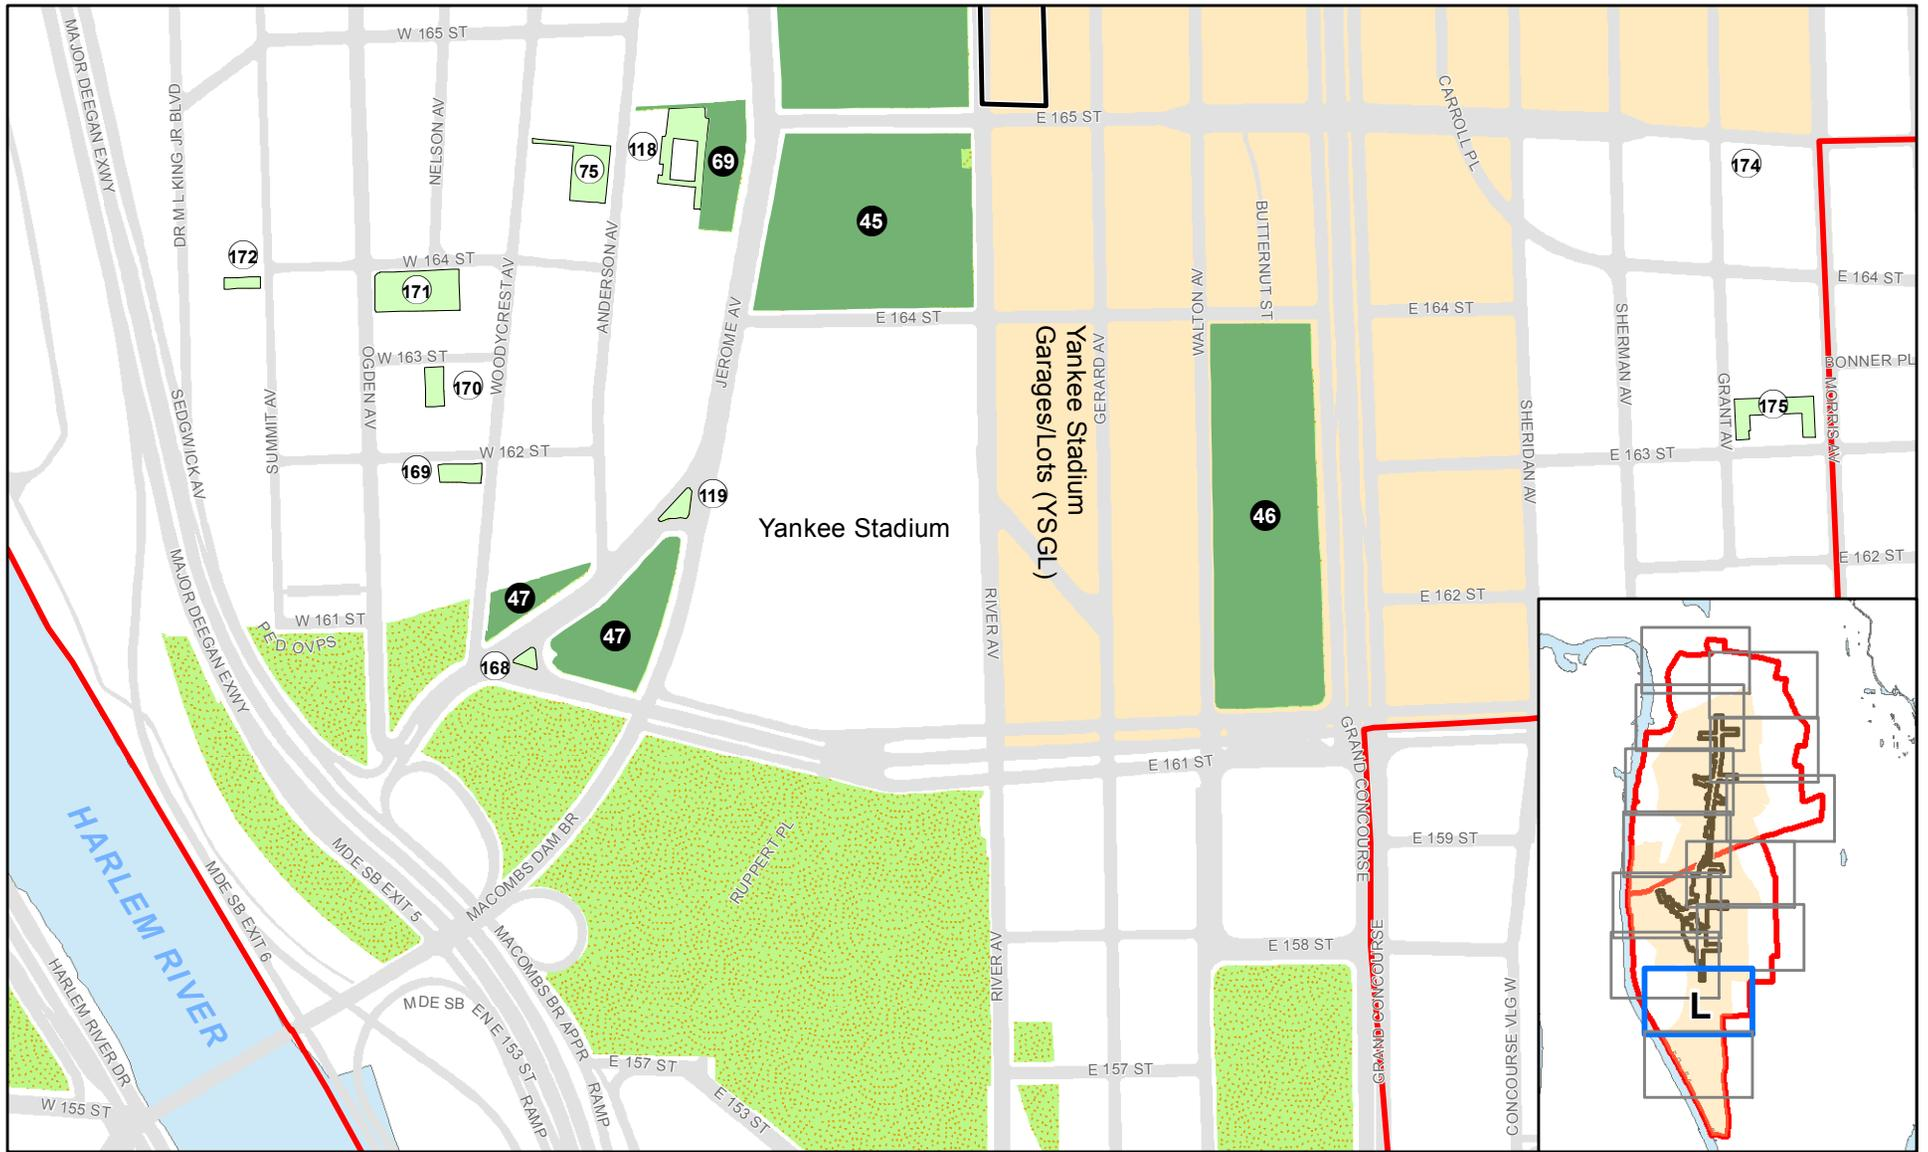 W 165 ST
MAJOR DEEGAN EXWY
DR M L KING JR BLVD
NELSON AV
118
75
69
45
E 165 ST
CARROLL PL
174
172
W 164 ST
171
WOODYCREST AV
ANDERSON AV
JEROME AV
E 164 ST
BUTTERNUT ST
WALTON AV
E 164 ST
E 164 ST
SEDGWICK AV
SUMMIT AV
OGDEN AV
W 163 ST
170
Yankee Stadium
Garages/Lots (YSGL)
GERARD AV
SHERMAN AV
GRANT AV
BONNER PL
MORRIS AV
175
SHERIDAN AV
W 162 ST
169
E 163 ST
119
Yankee Stadium
46
MAJOR DEEGAN EXWY
47
47
168
W 161 ST
PED OVPS
RIVER AV
E 162 ST
E 162 ST
GRAND CONCOURSE
E 161 ST
E 159 ST
HARLEM RIVER
MDE SB EXIT 5
MDE SB EXIT 6
MACOMBS DAM BR
RUPPERT PL
MACOMBS BR APPR
RAMP
RIVER AV
E 158 ST
GRAND CONCOURSE
CONCOURSE VLG W
HARLEM RIVER DR
MDE SB
EN E 153 ST
RAMP
E 157 ST
E 157 ST
E 153 ST
W 155 ST
L